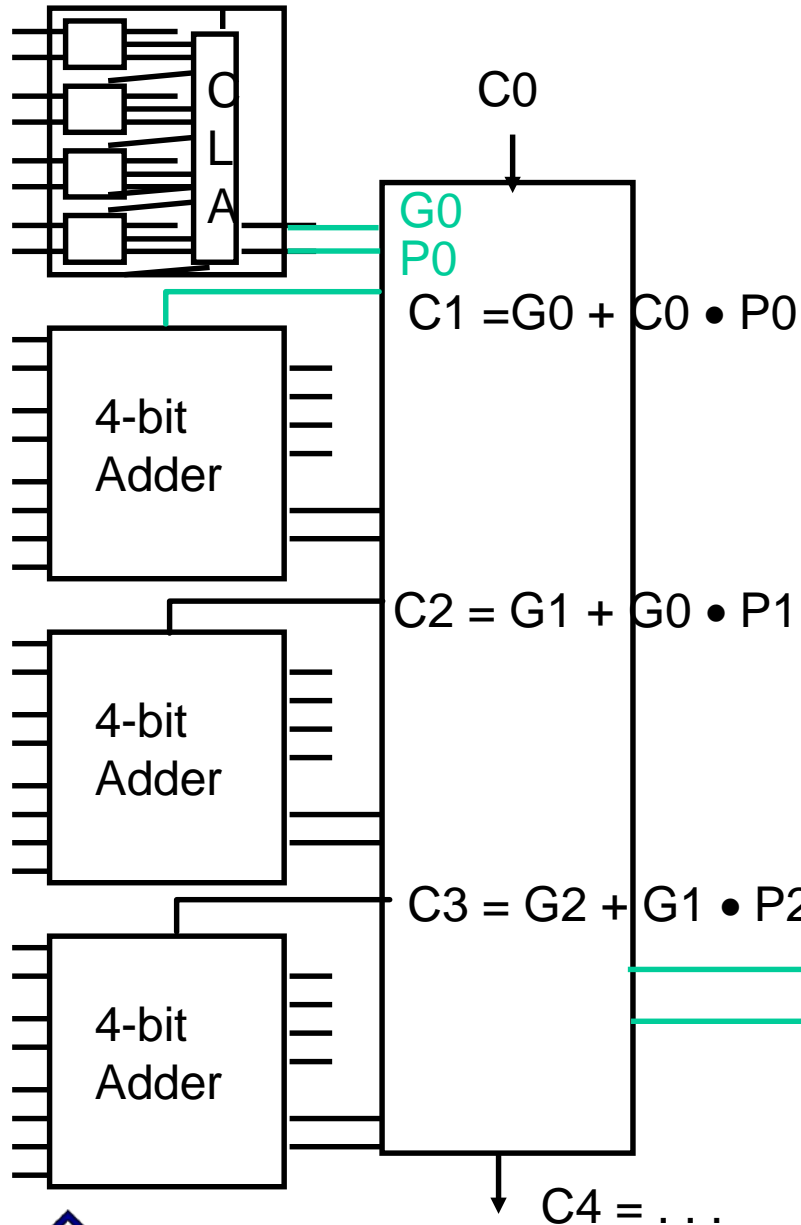 C
L
A
C0
G0
P0
C1 =G0 + C0 • P0
4-bit
Adder
C2 = G1 + G0 • P1
4-bit
Adder
C3 = G2 + G1 • P2
4-bit
Adder
C4 = . . .